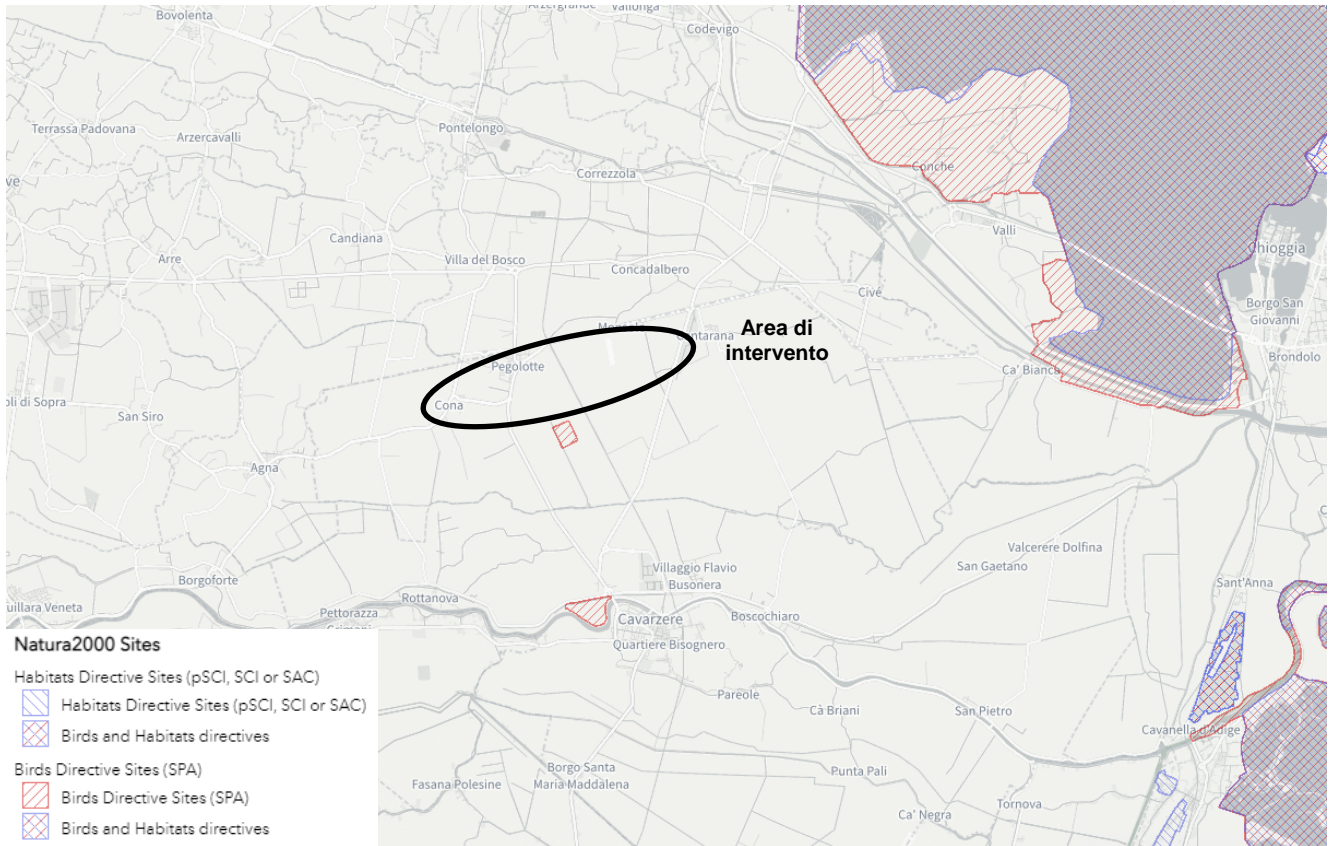 Bovolenta
Vallonga
Codevigo
Terrassa Padovana
Arzercavalli
Pontelongo
Correzzola
Conche
Candiana
Valli
Arre
Villa del Bosco
Concadalbero
Chioggia
Civé
Borgo San
Giovanni
Area di
intervento
Pegolotte
Brondolo
Ca' Bianca
Cona
San Siro
Agna
Valcerere Dolfina
San Gaetano
Villaggio Flavio
Busonera
Sant'Anna
Borgoforte
Rottanova
Pettorazza
Boscochiaro
Cavarzere
Quartiere Bisognero
Pareole
Cà Briani
San Pietro
Cavanella d'Adige
Borgo Santa
Maria Maddalena
Punta Pali
Fasana Polesine
Tornova
Ca' Negra
Natura2000 Sites
Habitats Directive Sites (pSCI, SCI or SAC)
Habitats Directive Sites (pSCI, SCI or SAC)
Birds and Habitats directives
Birds Directive Sites (SPA)
Birds Directive Sites (SPA)
Birds and Habitats directives